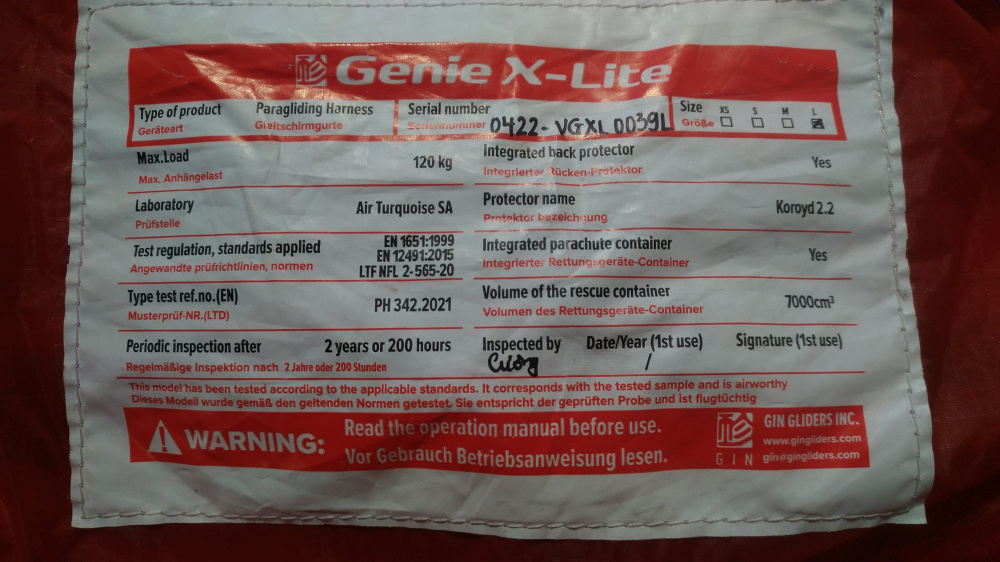 Genie X-Lite
Type of product Paragliding Harness
Geräteart Gleitschirmgurte
Serial number
Seriennummer 0422-VGXL 0039L
Size XS S M L
Größe
Max.Load 120 kg
Max. Anhängelast
Integrated back protector Yes
Integrierter Rücken-Protektor
Laboratory Air Turquoise SA
Prüfstelle
Protector name Koroyd 2.2
Protektor bezeichnung
Test regulation, standards applied
Angewandte prüfrichtlinien, normen
EN 1651:1999
EN 12491:2015
LTF NFL 2-565-20
Integrated parachute container Yes
Integrierter Rettungsgeräte-Container
Type test ref.no.(EN) PH 342.2021
Musterprüf-NR.(LTD)
Volume of the rescue container 7000cm³
Volumen des Rettungsgeräte-Container
Periodic inspection after 2 years or 200 hours
Regelmäßige Inspektion nach 2 Jahre oder 200 Stunden
Inspected by Date/Year (1st use) Signature (1st use)
/
This model has been tested according to the applicable standards. It corresponds with the tested sample and is airworthy
Dieses Modell wurde gemäß den geltenden Normen getestet. Sie entspricht der geprüften Probe und ist flugtüchtig
WARNING:
Read the operation manual before use.
Vor Gebrauch Betriebsanweisung lesen.
GIN
GIN GLIDERS INC.
www.gingliders.com
gin@gingliders.com